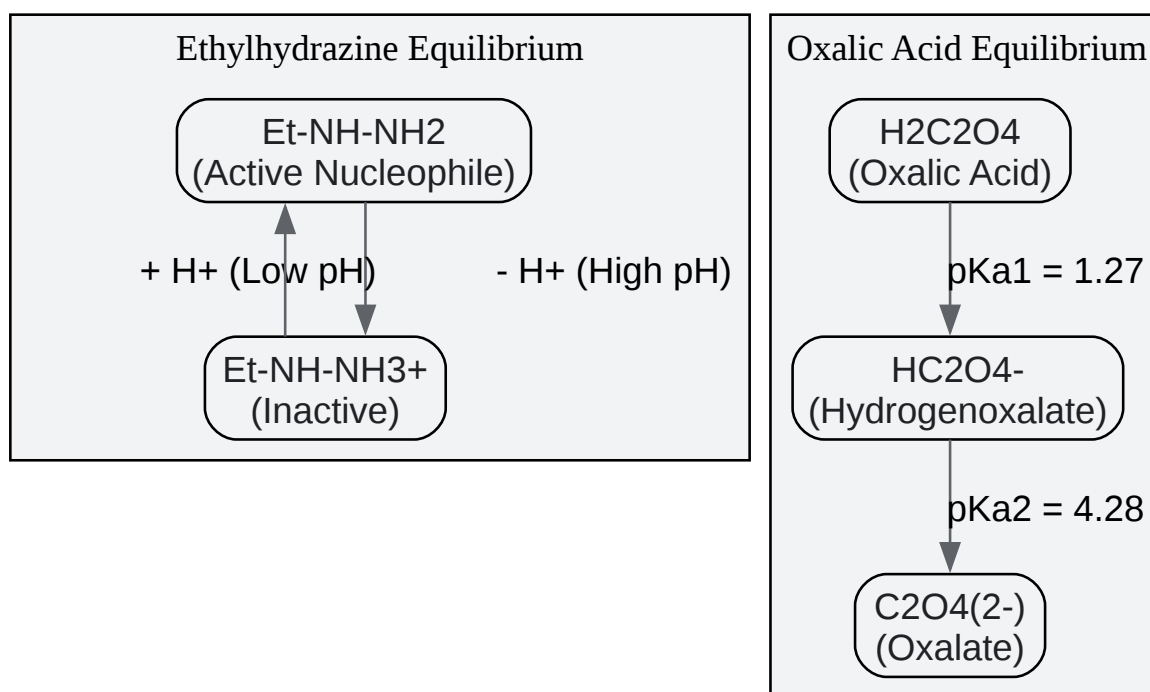 Ethylhydrazine Equilibrium
Et-NH-NH2
(Active Nucleophile)
+ H+ (Low pH)
- H+ (High pH)
Et-NH-NH3+
(Inactive)
Oxalic Acid Equilibrium
H2C2O4
(Oxalic Acid)
pKa1 = 1.27
HC2O4-
(Hydrogenoxalate)
pKa2 = 4.28
C2O4(2-)
(Oxalate)